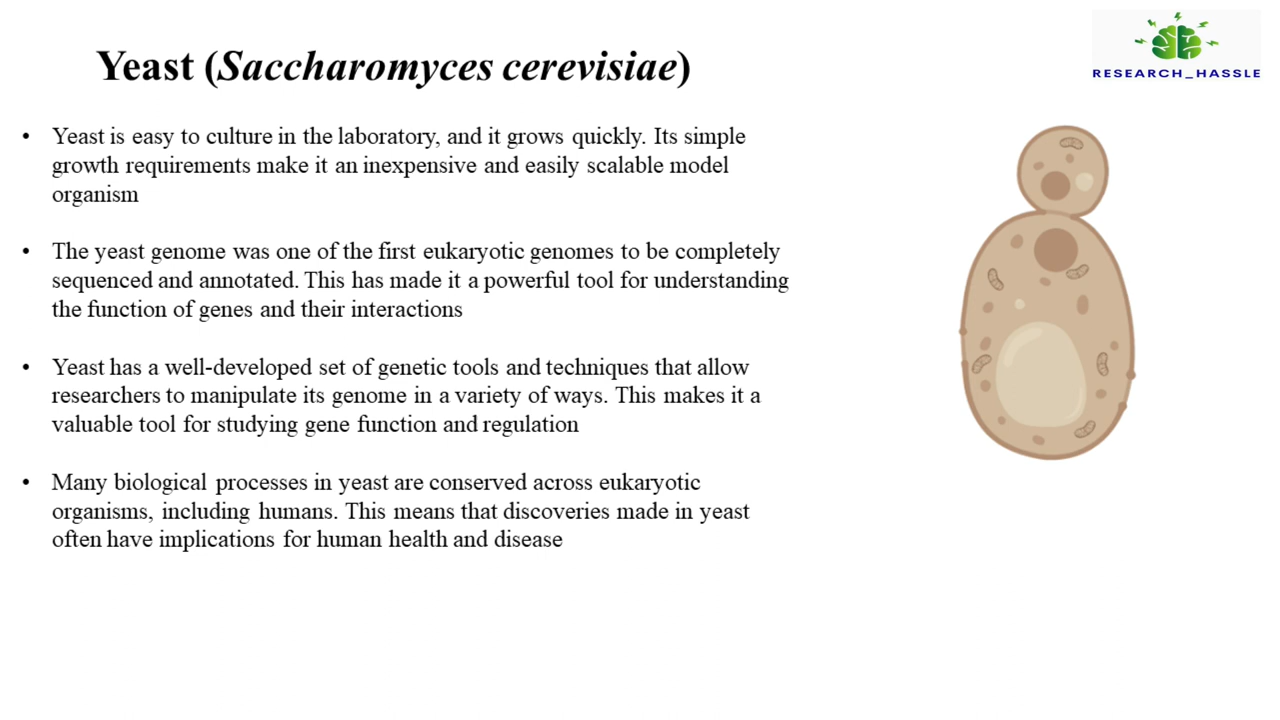 Yeast (Saccharomyces cerevisiae)
RESEARCH_HASSLE
• Yeast is easy to culture in the laboratory, and it grows quickly. Its simple
growth requirements make it an inexpensive and easily scalable model
organism
• The yeast genome was one of the first eukaryotic genomes to be completely
sequenced and annotated. This has made it a powerful tool for understanding
the function of genes and their interactions
• Yeast has a well-developed set of genetic tools and techniques that allow
researchers to manipulate its genome in a variety of ways. This makes it a
valuable tool for studying gene function and regulation
• Many biological processes in yeast are conserved across eukaryotic
organisms, including humans. This means that discoveries made in yeast
often have implications for human health and disease